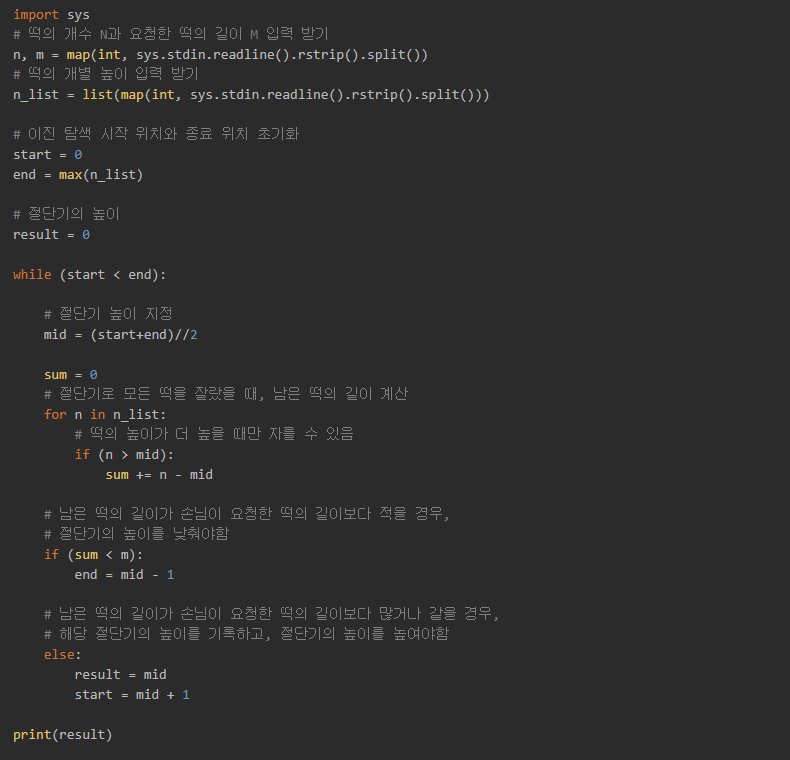 import sys
# 떡의 개수 N과 요청한 떡의 길이 M 입력 받기
n, m = map(int, sys.stdin.readline().rstrip().split())
# 떡의 개별 높이 입력 받기
n_list = list(map(int, sys.stdin.readline().rstrip().split()))
# 이진 탐색 시작 위치와 종료 위치 초기화
start = 0
end = max(n_list)
# 절단기의 높이
result = 0
while (start < end):
# 절단기 높이 지정
mid = (start+end)//2
sum = 0
# 절단기로 모든 떡을 잘랐을 때, 남은 떡의 길이 계산
for n in n_list:
# 떡의 높이가 더 높을 때만 자를 수 있음
if (n > mid):
sum += n - mid
# 남은 떡의 길이가 손님이 요청한 떡의 길이보다 적을 경우,
# 절단기의 높이를 낮춰야함
if (sum < m):
end = mid - 1
# 남은 떡의 길이가 손님이 요청한 떡의 길이보다 많거나 같을 경우,
# 해당 절단기의 높이를 기록하고, 절단기의 높이를 높여야함
else:
result = mid
start = mid + 1
print(result)